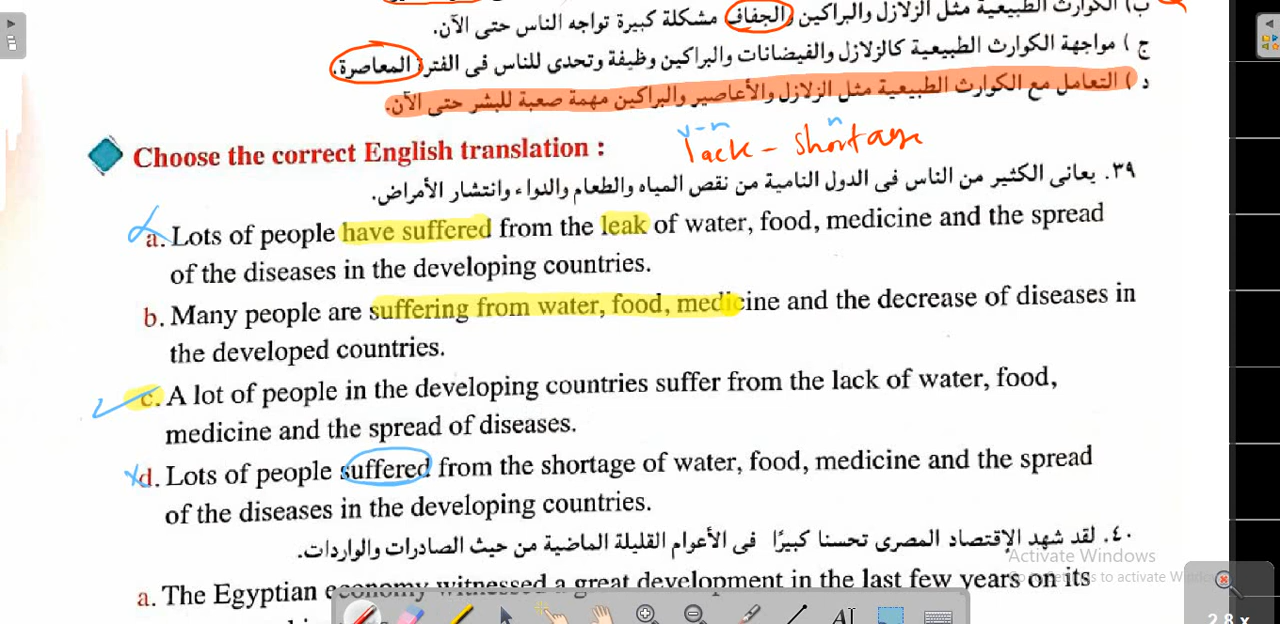 ب) الكوارث الطبيعية مثل الزلازل والبراكين والجفاف مشكلة كبيرة تواجه الناس حتى الآن.
ج ) مواجهة الكوارث الطبيعية كالزلازل والفيضانات والبراكين وظيفة وتحدى للناس فى الفترة المعاصرة.
د ) التعامل مع الكوارث الطبيعية مثل الزلازل والأعاصير والبراكين مهمة صعبة للبشر حتى الآن.
v-n n
lack - shortage
Choose the correct English translation :
٣٩. يعانى الكثير من الناس فى الدول النامية من نقص المياه والطعام والدواء وانتشار الأمراض.
a. Lots of people have suffered from the leak of water, food, medicine and the spread
of the diseases in the developing countries.
b. Many people are suffering from water, food, medicine and the decrease of diseases in
the developed countries.
c. A lot of people in the developing countries suffer from the lack of water, food,
medicine and the spread of diseases.
d. Lots of people suffered from the shortage of water, food, medicine and the spread
of the diseases in the developing countries.
٤٠. لقد شهد الإقتصاد المصرى تحسنا كبيرًا فى الأعوام القليلة الماضية من حيث الصادرات والواردات.
Activate Windows
a. The Egyptian economy witnessed a great development in the last few years on its
2.8 x